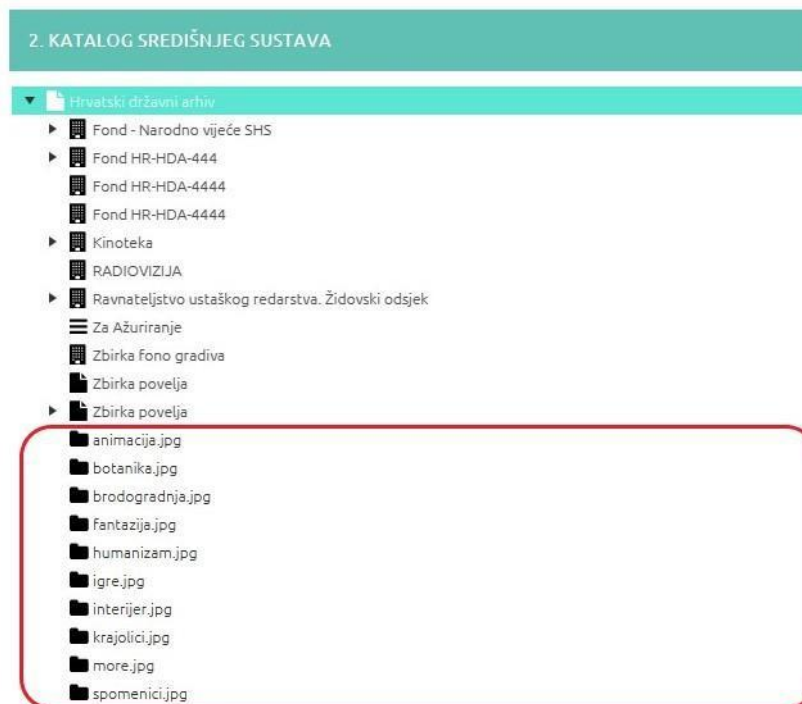 2. KATALOG SREDIŠNJEG SUSTAVA
Hrvatski državni arhiv
Fond - Narodno vijeće SHS
Fond HR-HDA-444
Fond HR-HDA-4444
Fond HR-HDA-4444
Kinoteka
RADIOVIZIJA
Ravnateljstvo ustaškog redarstva. Židovski odsjek
Za Ažuriranje
Zbirka fono gradiva
Zbirka povelja
Zbirka povelja
animacija.jpg
botanika.jpg
brodogradnja.jpg
fantazija.jpg
humanizam.jpg
igre.jpg
interijer.jpg
krajolici.jpg
more.jpg
spomenici.jpg